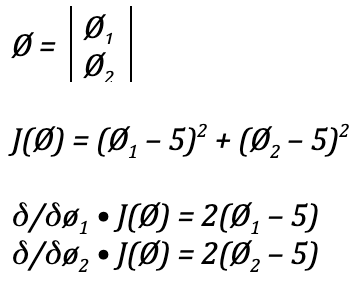 Ø = | Ø₁ |
| Ø₂ |
J(Ø) = (Ø₁ – 5)² + (Ø₂ – 5)²
δ/δø₁ • J(Ø) = 2(Ø₁ – 5)
δ/δø₂ • J(Ø) = 2(Ø₂ – 5)